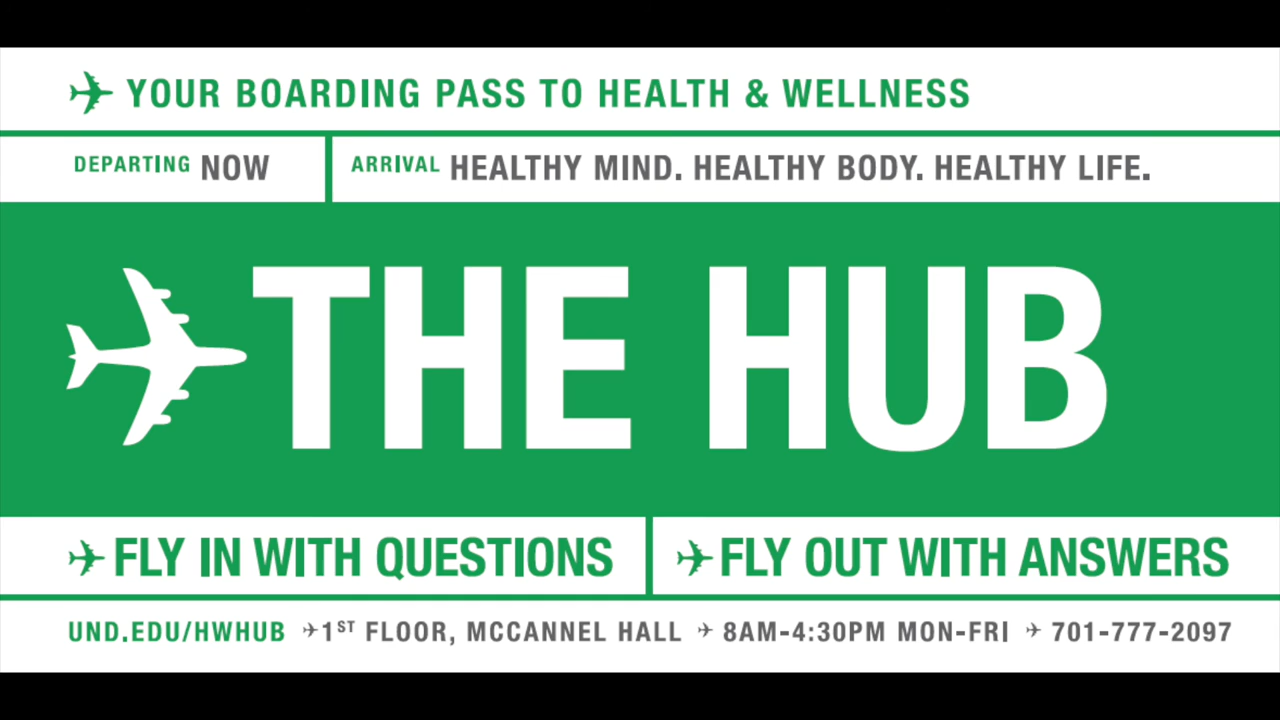 YOUR BOARDING PASS TO HEALTH & WELLNESS
DEPARTING NOW
ARRIVAL HEALTHY MIND. HEALTHY BODY. HEALTHY LIFE.
THE HUB
FLY IN WITH QUESTIONS
FLY OUT WITH ANSWERS
UND.EDU/HWHUB 1ST FLOOR, MCCANNEL HALL 8AM-4:30PM MON-FRI 701-777-2097